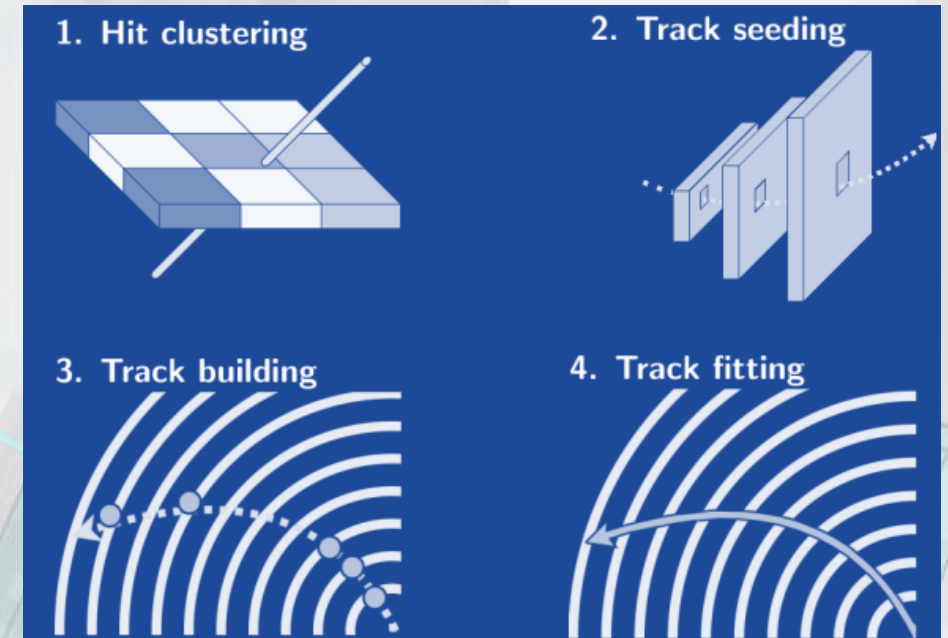 1. Hit clustering
2. Track seeding
3. Track building
4. Track fitting